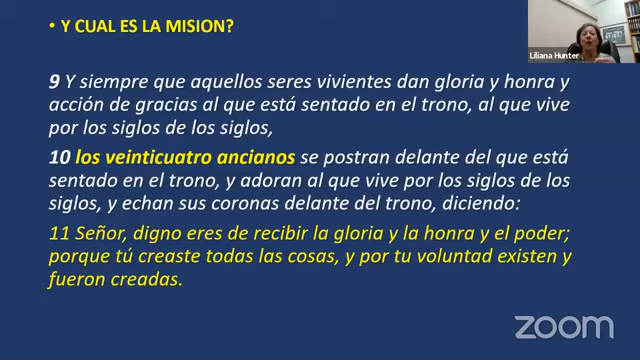 • Y CUAL ES LA MISION?
Liliana Hunter
9 Y siempre que aquellos seres vivientes dan gloria y honra y
acción de gracias al que está sentado en el trono, al que vive
por los siglos de los siglos,
10 los veinticuatro ancianos se postran delante del que está
sentado en el trono, y adoran al que vive por los siglos de los
siglos, y echan sus coronas delante del trono, diciendo:
11 Señor, digno eres de recibir la gloria y la honra y el poder;
porque tú creaste todas las cosas, y por tu voluntad existen y
fueron creadas.
zoom